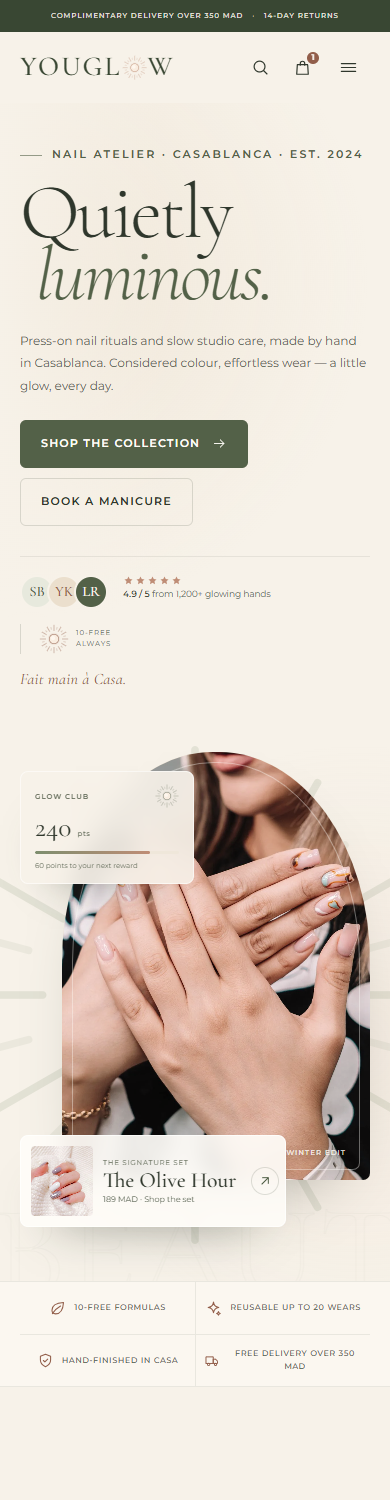 COMPLIMENTARY DELIVERY OVER 350 MAD · 14-DAY RETURNS
YOUGLOW
1
NAIL ATELIER · CASABLANCA · EST. 2024
Quietly
luminous.
Press-on nail rituals and slow studio care, made by hand
in Casablanca. Considered colour, effortless wear — a little
glow, every day.
SHOP THE COLLECTION →
BOOK A MANICURE
SB YK LR
★★★★★
4.9 / 5 from 1,200+ glowing hands
10-FREE
ALWAYS
Fait main à Casa.
GLOW CLUB
240 pts
60 points to your next reward
WINTER EDIT
THE SIGNATURE SET
The Olive Hour
189 MAD · Shop the set
10-FREE FORMULAS
REUSABLE UP TO 20 WEARS
HAND-FINISHED IN CASA
FREE DELIVERY OVER 350
MAD